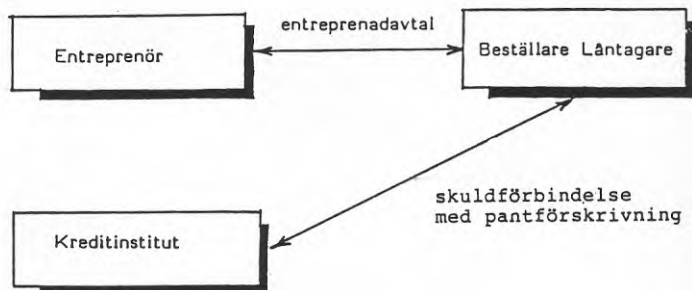 entreprenadavtal
Entreprenör
Beställare Låntagare
skuldförbindelse
med pantförskrivning
Kreditinstitut